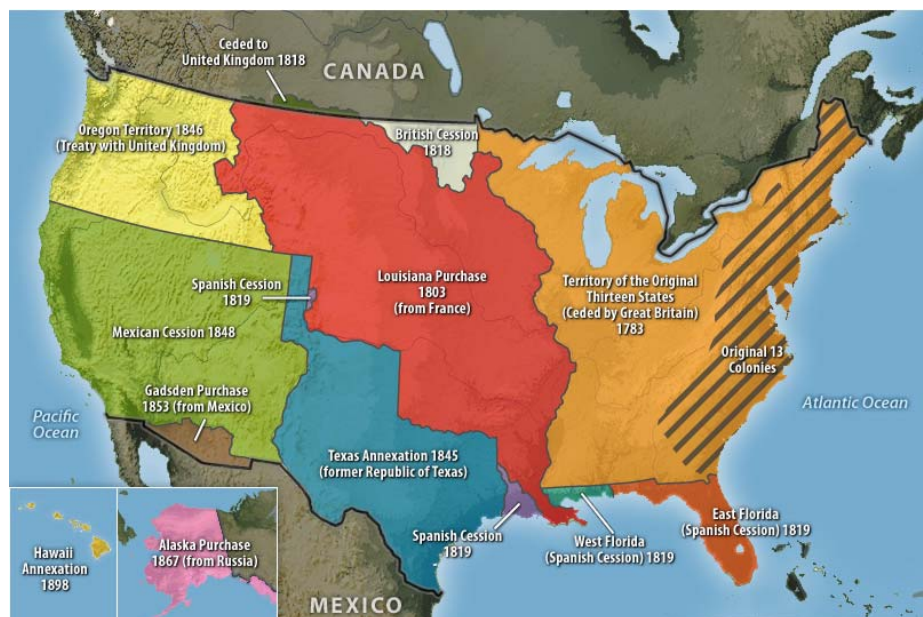 Ceded to
United Kingdom 1818
CANADA
Oregon Territory 1846
(Treaty with United Kingdom)
British Cession
1818
Spanish Cession
1819
Louisiana Purchase
1803
(from France)
Territory of the Original
Thirteen States
(Ceded by Great Britain)
1783
Mexican Cession 1848
Original 13
Colonies
Gadsden Purchase
1853 (from Mexico)
Pacific
Ocean
Atlantic Ocean
Texas Annexation 1845
(former Republic of Texas)
Spanish Cession
1819
West Florida
(Spanish Cession) 1819
East Florida
(Spanish Cession) 1819
Hawaii
Annexation
1898
Alaska Purchase
1867 (from Russia)
MEXICO